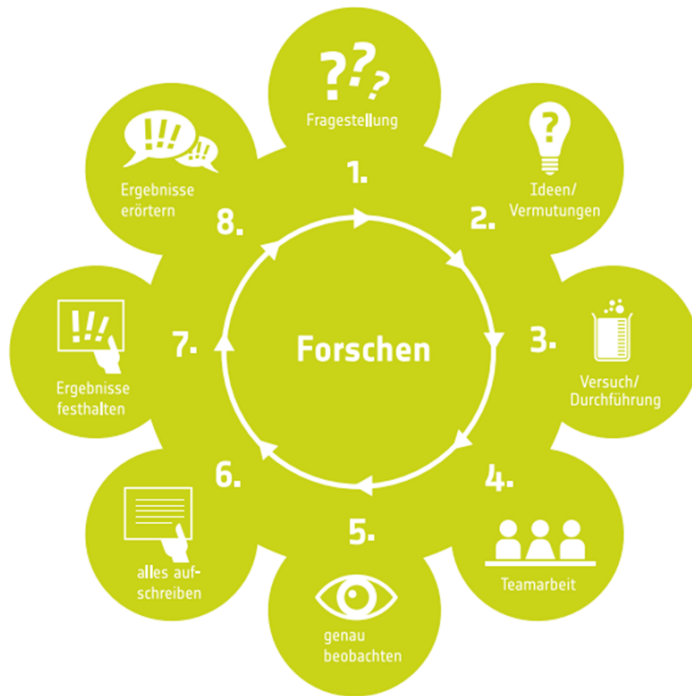 ???
Fragestellung
1.
?
Ideen/
Vermutungen
2.
Versuch/
Durchführung
3.
Teamarbeit
4.
genau
beobachten
5.
alles auf-
schreiben
6.
!!!
Ergebnisse
festhalten
7.
!!!
!!!
Ergebnisse
erörtern
8.
Forschen